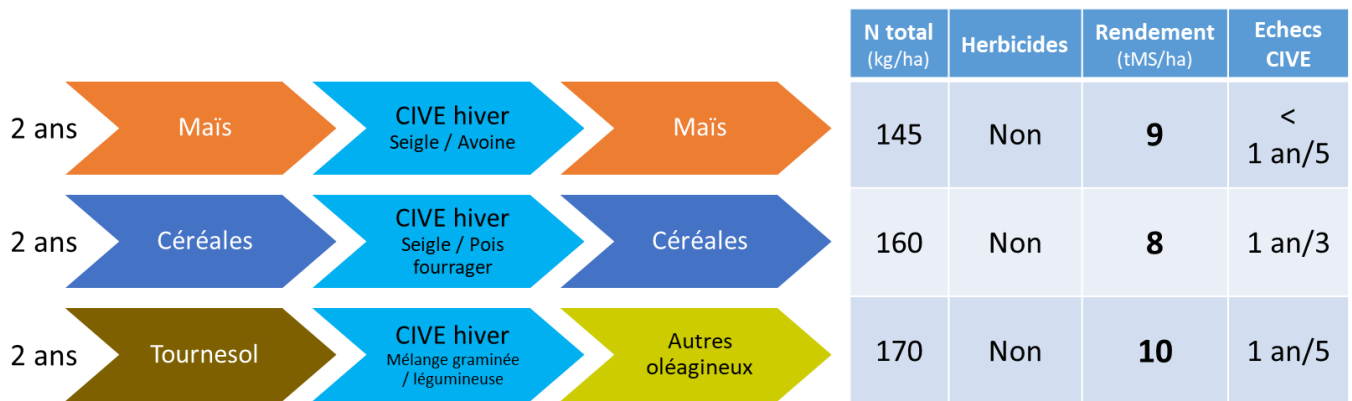 N total
(kg/ha)
Herbicides
Rendement
(tMS/ha)
Echecs
CIVE
2 ans
Maïs
CIVE hiver
Seigle / Avoine
Maïs
145
Non
9
<
1 an/5
2 ans
Céréales
CIVE hiver
Seigle / Pois
fourrager
Céréales
160
Non
8
1 an/3
2 ans
Tournesol
CIVE hiver
Mélange graminée
/ légumineuse
Autres
oléagineux
170
Non
10
1 an/5